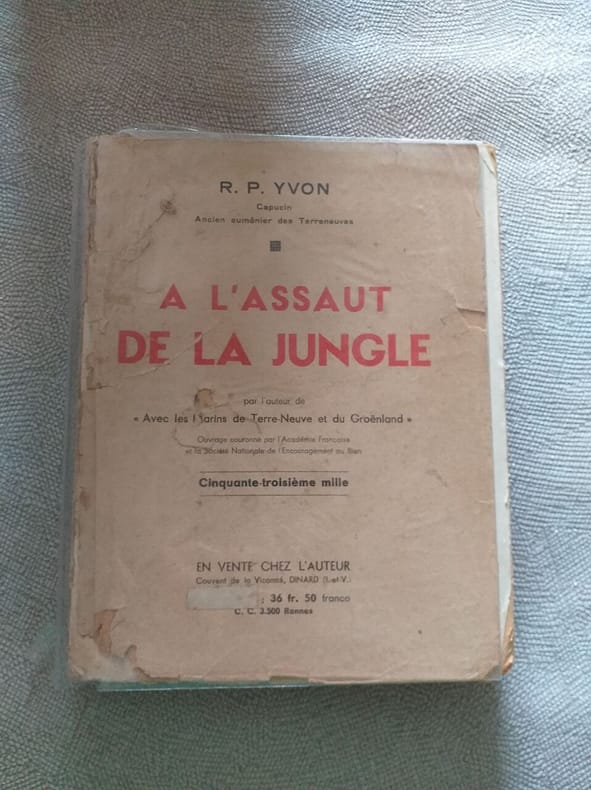 R. P. YVON
Capucin
Ancien aumônier des Terreneuvas
A L'ASSAUT
DE LA JUNGLE
par l'auteur de
« Avec les Marins de Terre-Neuve et du Groënland »
Ouvrage couronné par l'Académie Française
et la Société Nationale de l'Encouragement au Bien
Cinquante-troisième mille
EN VENTE CHEZ L'AUTEUR
Couvent de la Vicomté, DINARD (I.-et-V.)
: 36 fr. 50 franco
C. C. 3.500 Rennes